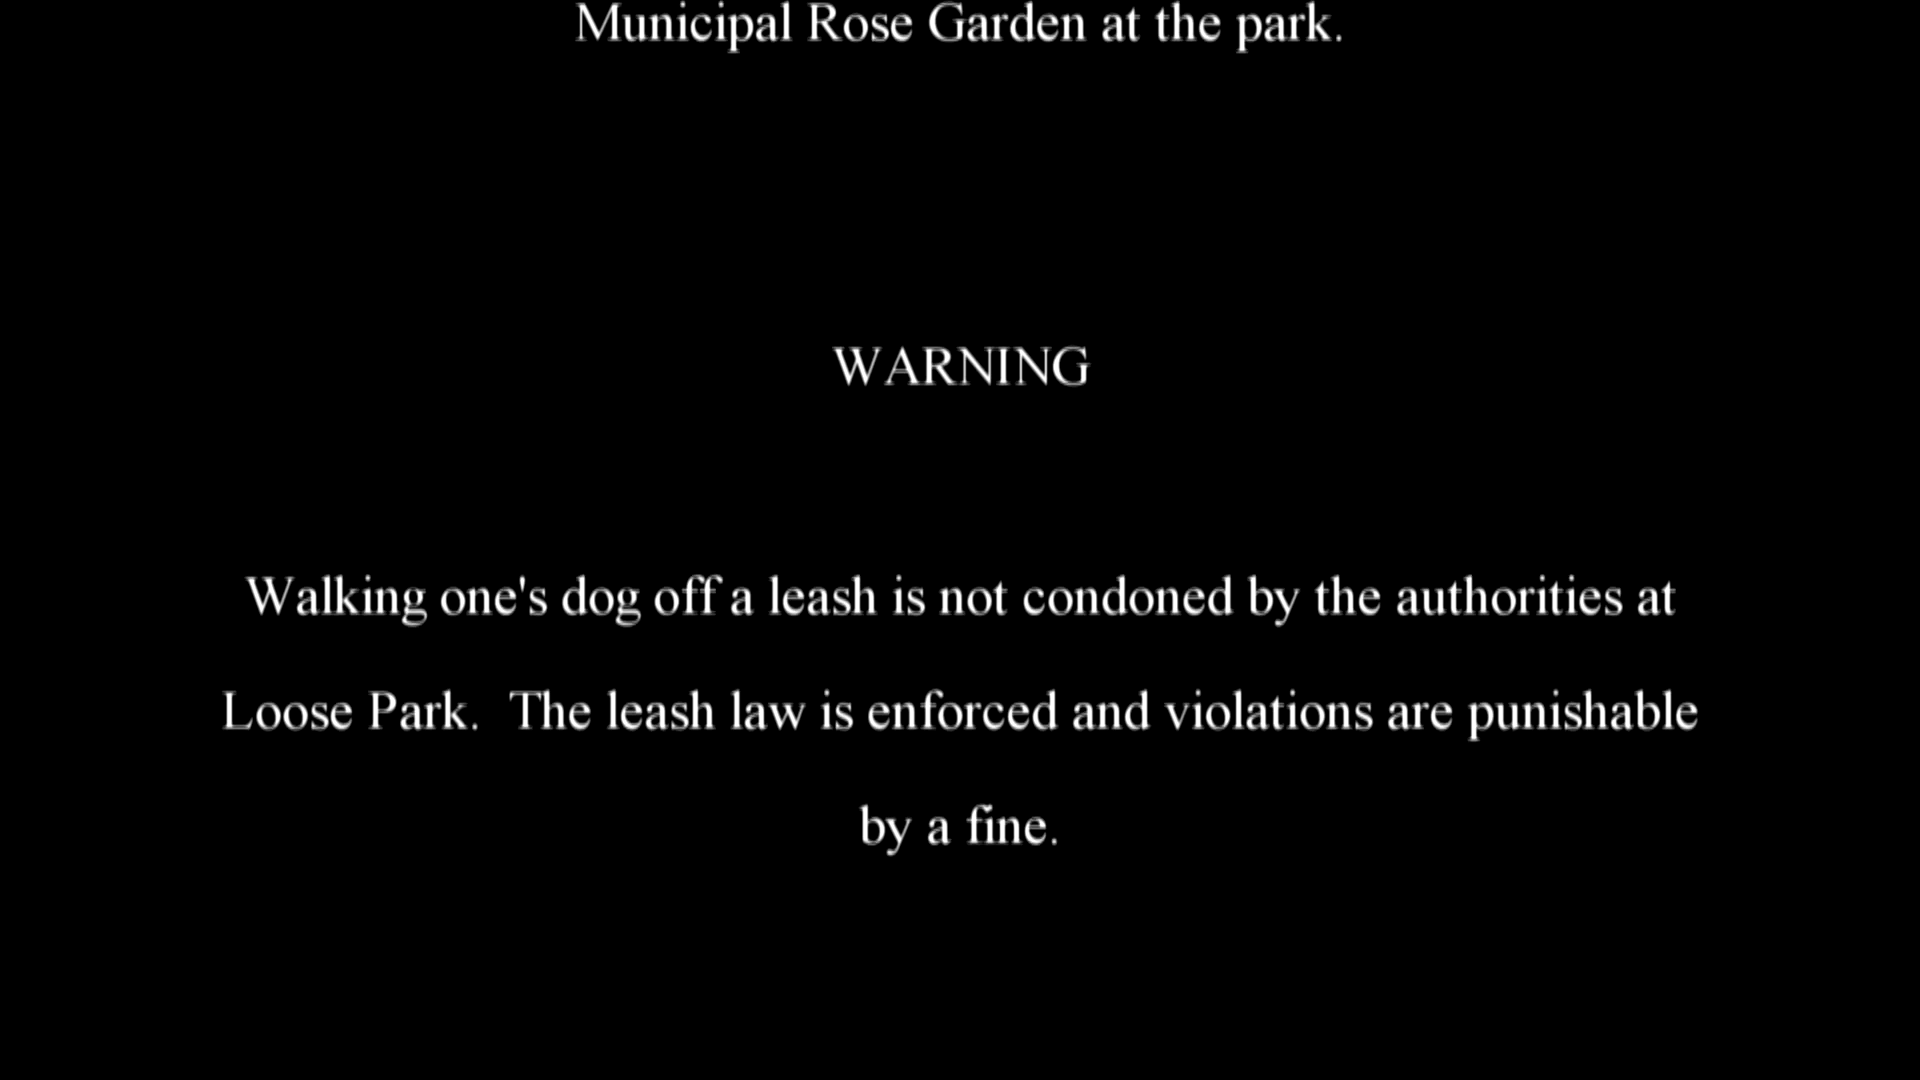 Municipal Rose Garden at the park.
WARNING
Walking one's dog off a leash is not condoned by the authorities at
Loose Park.  The leash law is enforced and violations are punishable
by a fine.